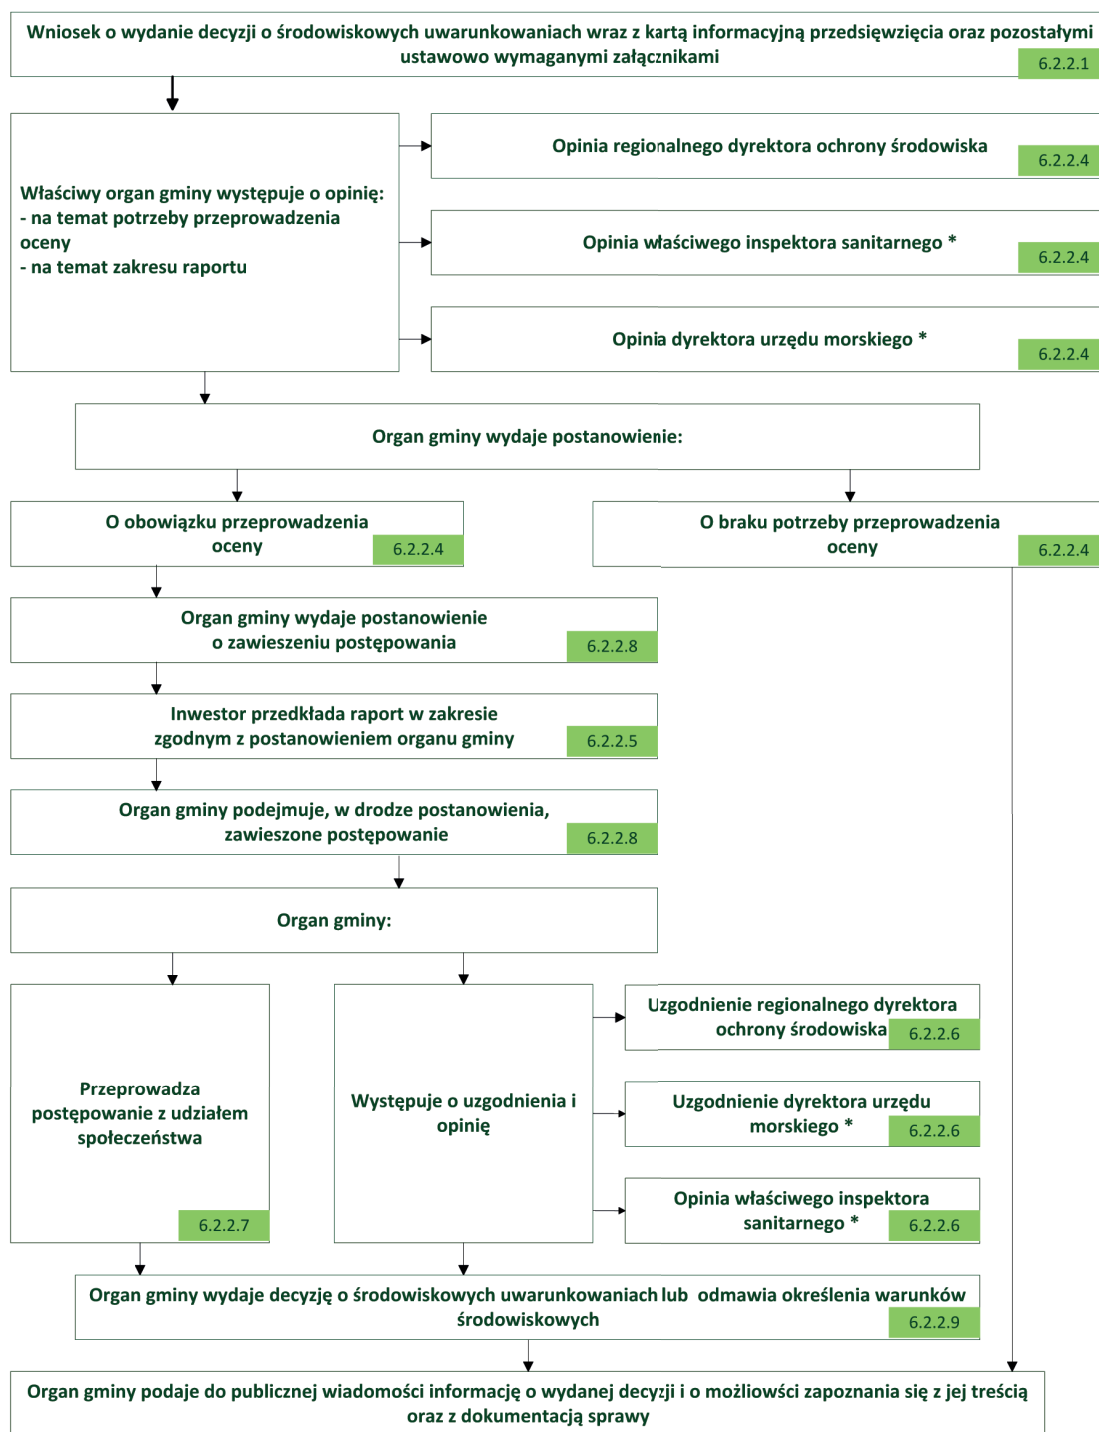 Wniosek o wydanie decyzji o środowiskowych uwarunkowaniach wraz z kartą informacyjną przedsięwzięcia oraz pozostałymi
ustawowo wymaganymi załącznikami
6.2.2.1
Właściwy organ gminy występuje o opinię:
- na temat potrzeby przeprowadzenia
oceny
- na temat zakresu raportu
Opinia regionalnego dyrektora ochrony środowiska
6.2.2.4
Opinia właściwego inspektora sanitarnego *
6.2.2.4
Opinia dyrektora urzędu morskiego *
6.2.2.4
Organ gminy wydaje postanowienie:
O obowiązku przeprowadzenia
oceny
6.2.2.4
O braku potrzeby przeprowadzenia
oceny
6.2.2.4
Organ gminy wydaje postanowienie
o zawieszeniu postępowania
6.2.2.8
Inwestor przedkłada raport w zakresie
zgodnym z postanowieniem organu gminy
6.2.2.5
Organ gminy podejmuje, w drodze postanowienia,
zawieszone postępowanie
6.2.2.8
Organ gminy:
Przeprowadza
postępowanie z udziałem
społeczeństwa
6.2.2.7
Występuje o uzgodnienia i
opinię
Uzgodnienie regionalnego dyrektora
ochrony środowiska
6.2.2.6
Uzgodnienie dyrektora urzędu
morskiego *
6.2.2.6
Opinia właściwego inspektora
sanitarnego *
6.2.2.6
Organ gminy wydaje decyzję o środowiskowych uwarunkowaniach lub odmawia określenia warunków
środowiskowych
6.2.2.9
Organ gminy podaje do publicznej wiadomości informację o wydanej decyzji i o możliowści zapoznania się z jej treścią
oraz z dokumentacją sprawy